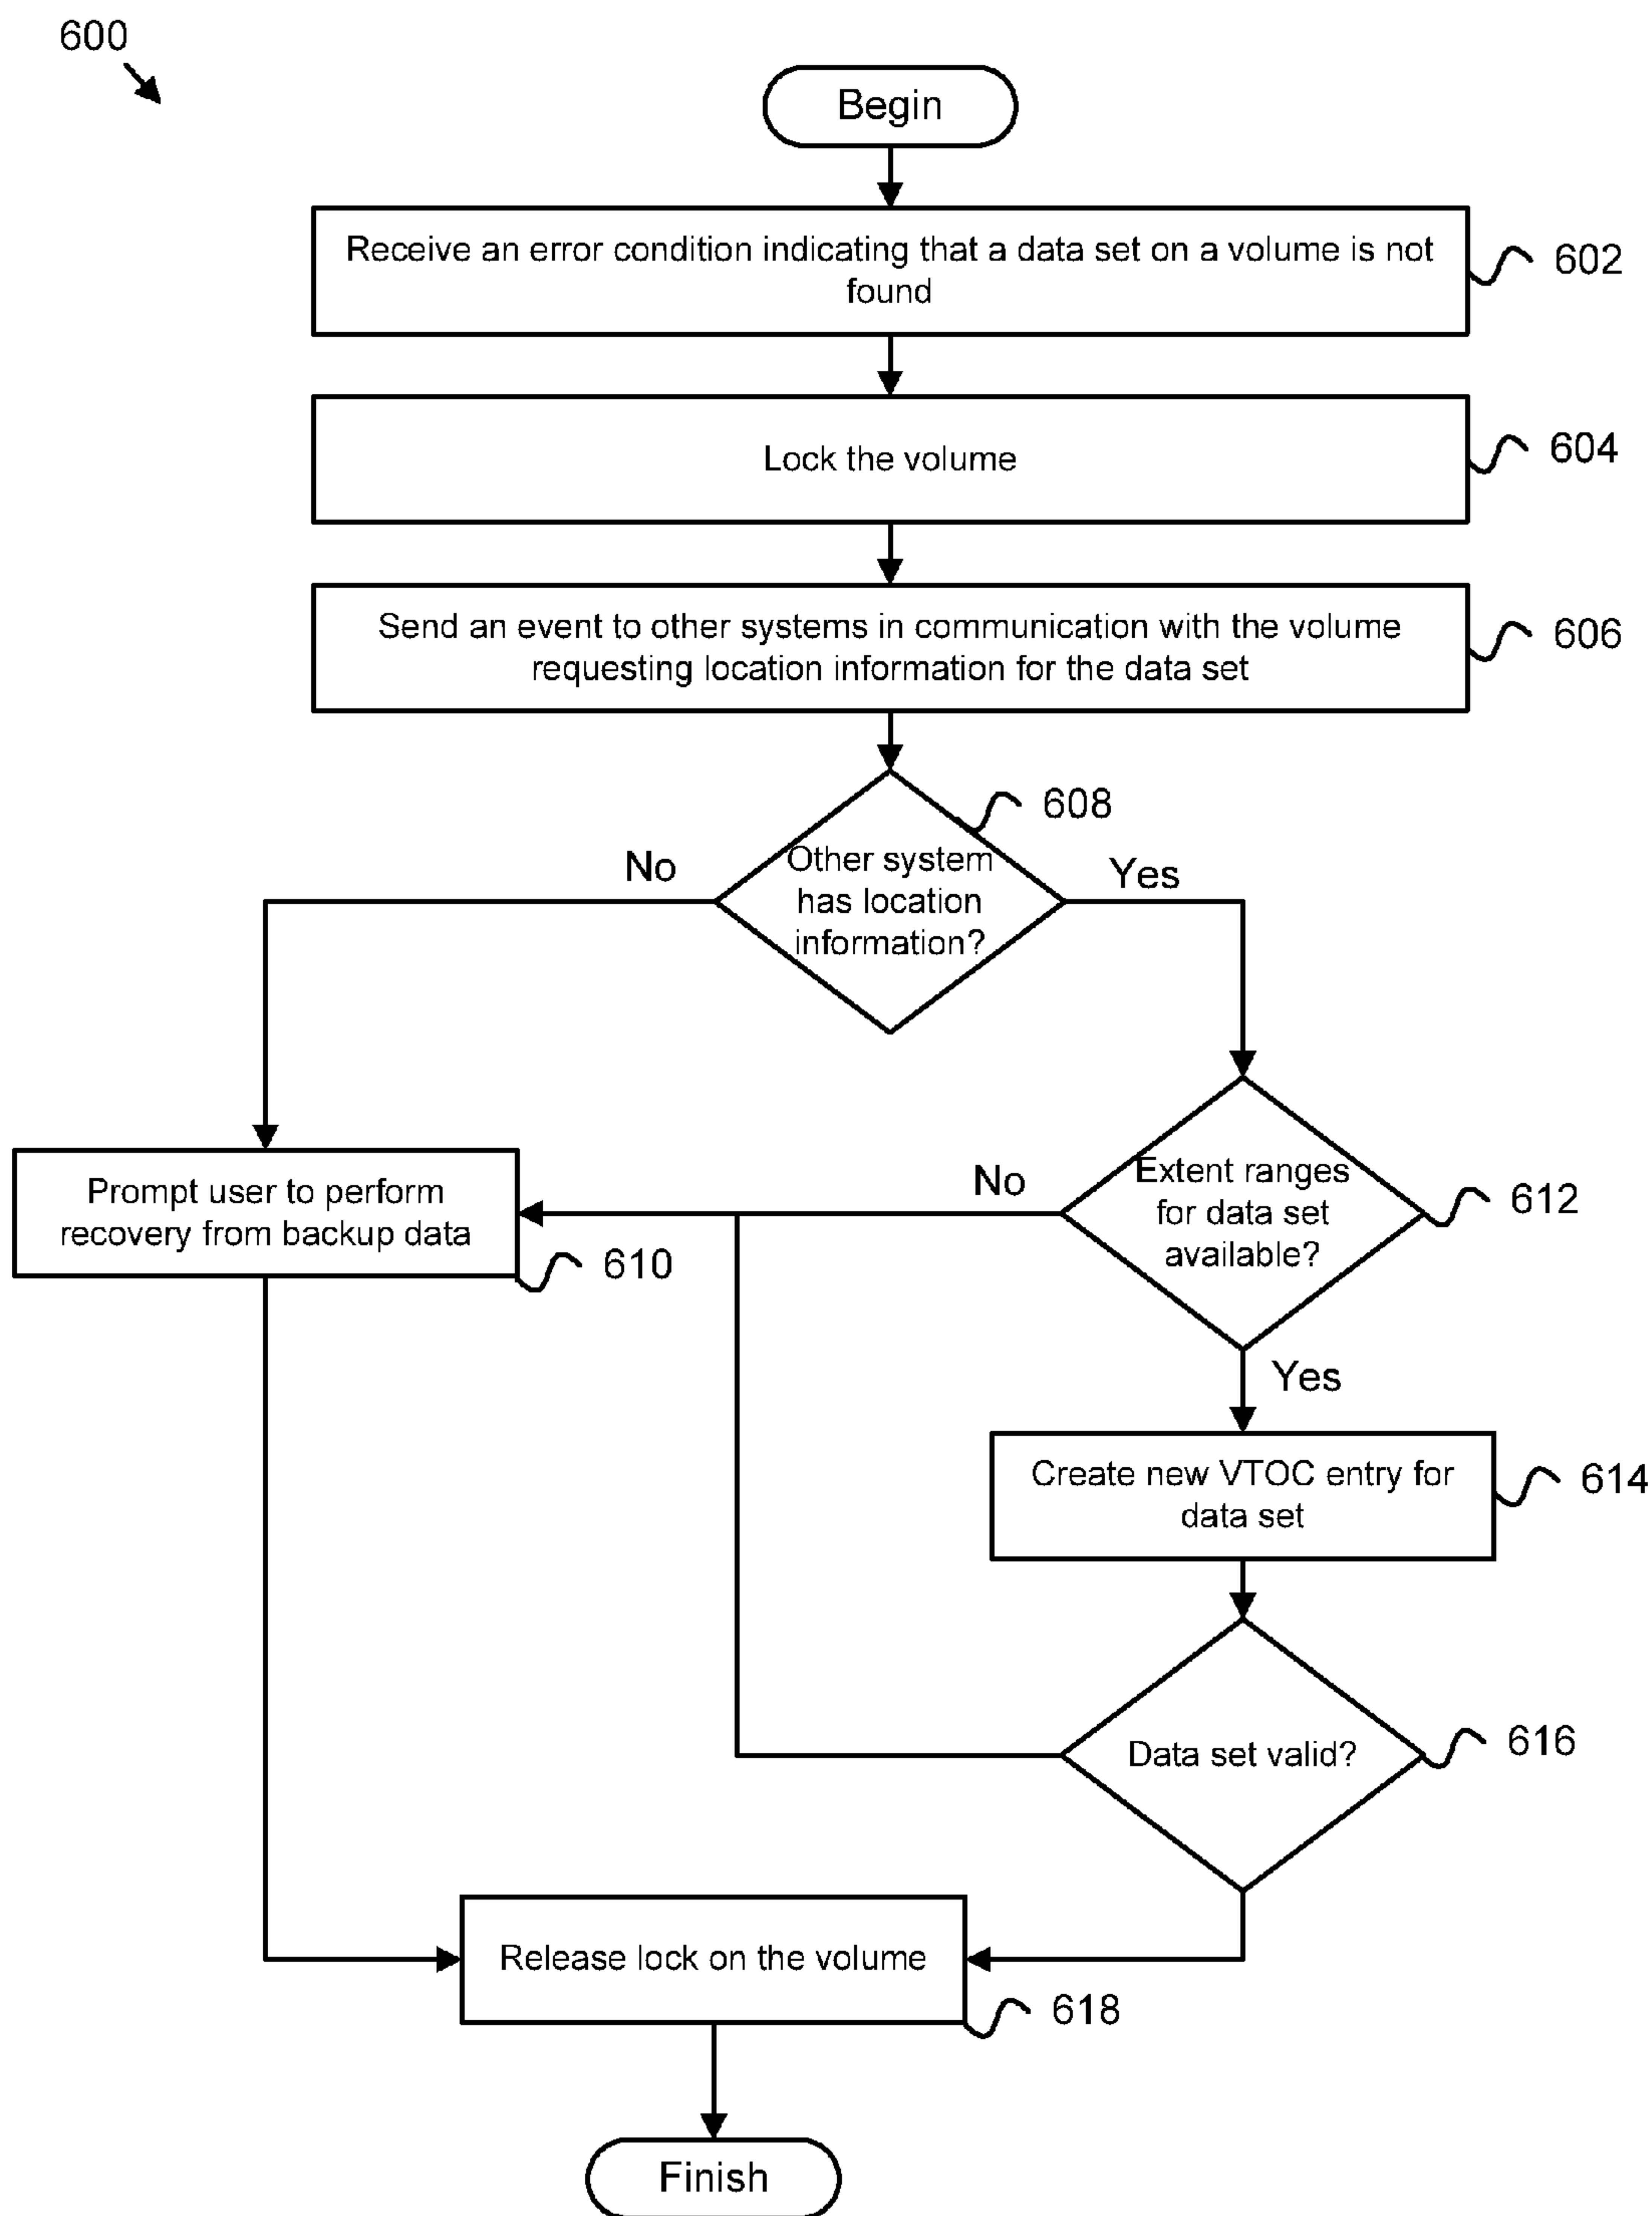 600
Begin
Receive an error condition indicating that a data set on a volume is not
found
602
Lock the volume
604
Send an event to other systems in communication with the volume
requesting location information for the data set
606
608
Other system
has location
information?
No
Yes
Prompt user to perform
recovery from backup data
610
No
Extent ranges
for data set
available?
612
Yes
Create new VTOC entry for
data set
614
Data set valid?
616
Release lock on the volume
618
Finish